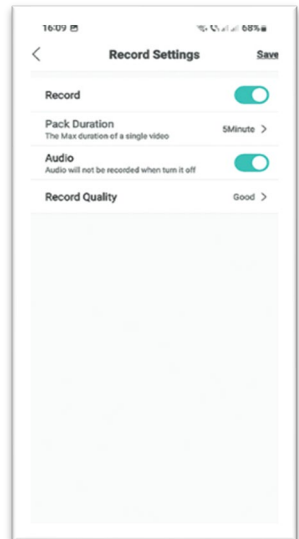 16:09 68%
Record Settings Save
Record
Pack Duration
The Max duration of a single video
5Minute >
Audio
Audio will not be recorded when turn it off
Record Quality Good >